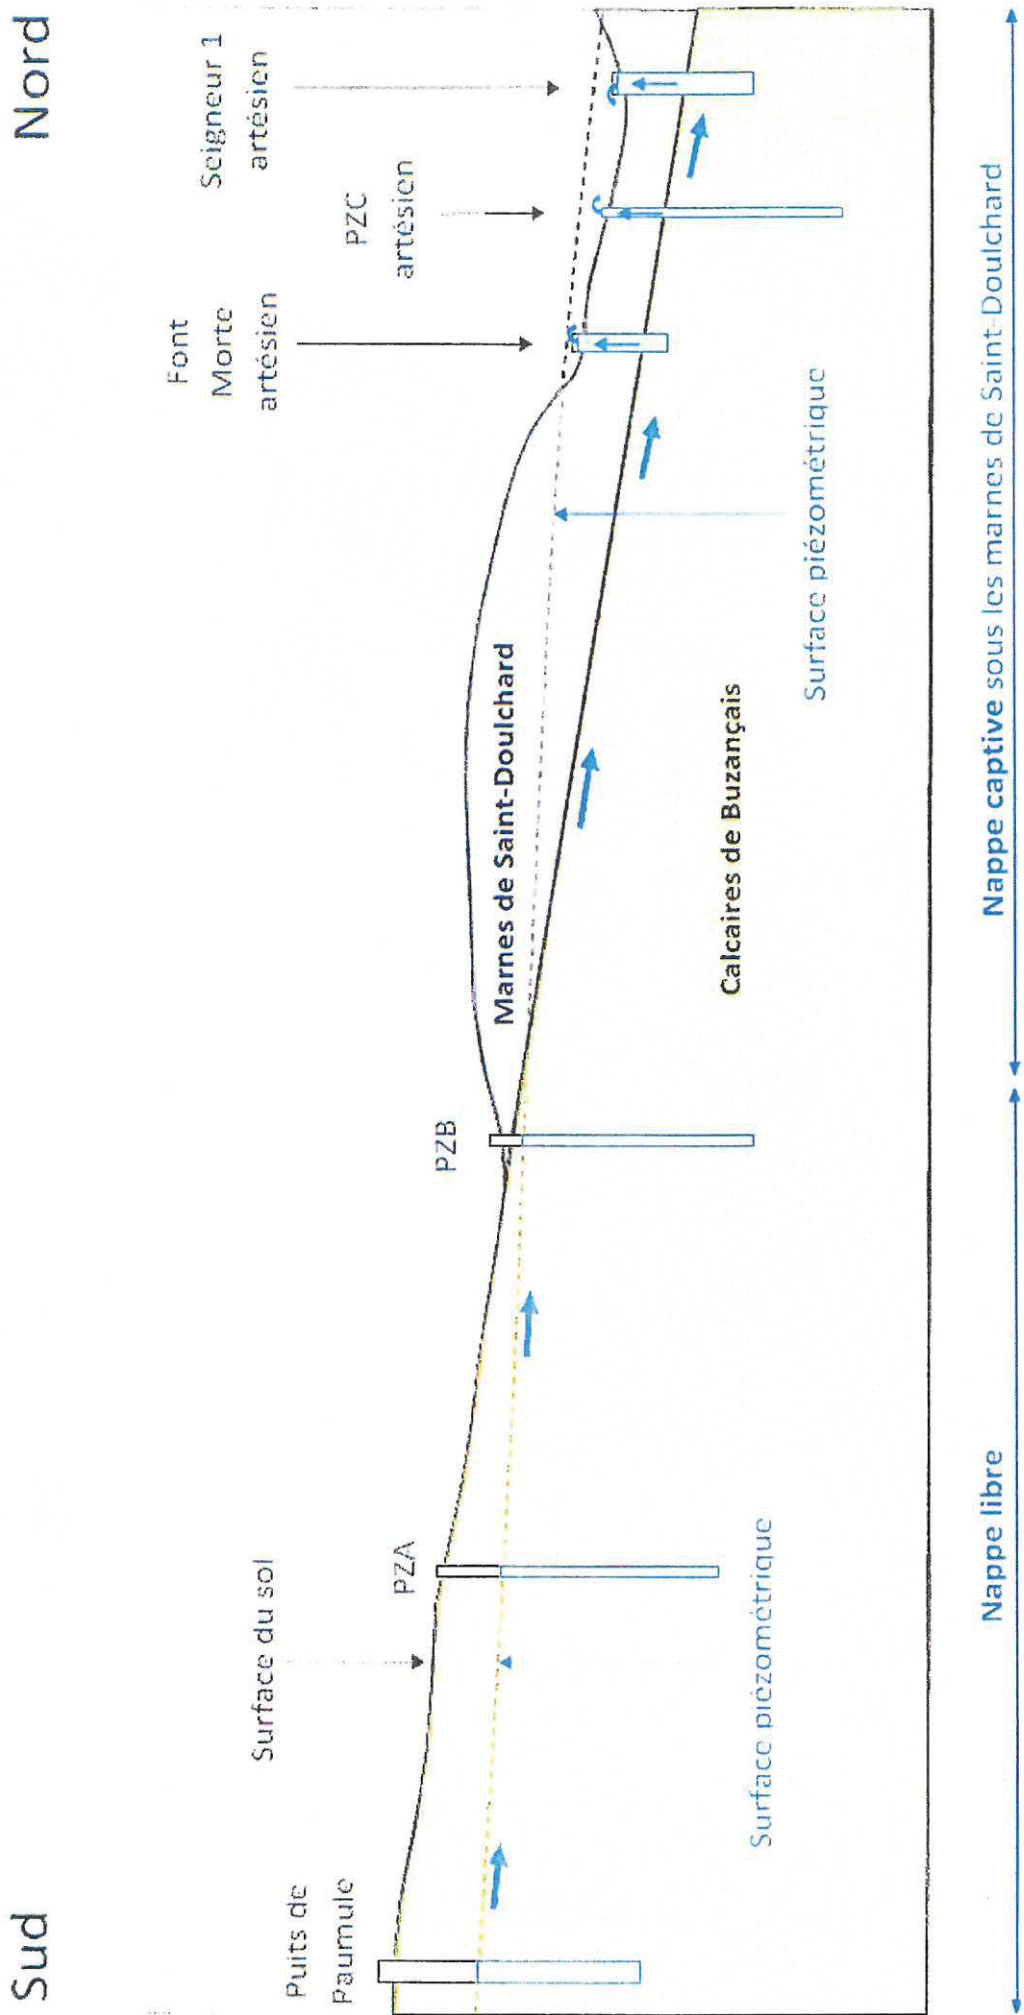 Sud
Nord
Puits de
Paumule
Surface du sol
PZA
PZB
Font
Morte
artésien
PZC
artésien
Seigneur 1
artésien
Marnes de Saint-Doulchard
Calcaires de Buzançais
Surface piézométrique
Surface piézométrique
Nappe libre
Nappe captive sous les marnes de Saint-Doulchard